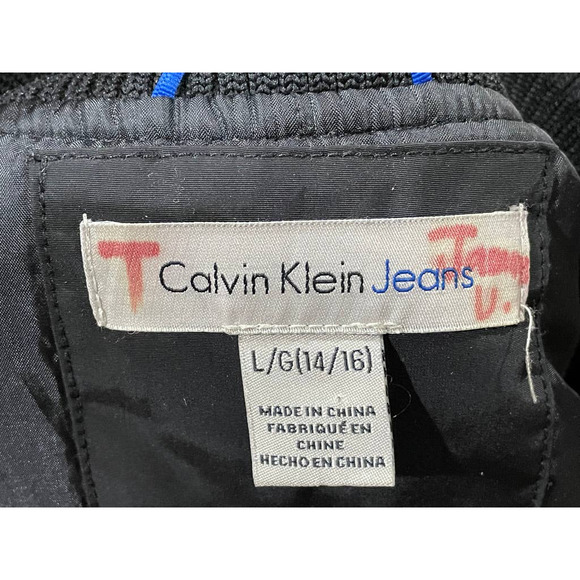 T Calvin Klein Jeans
U.
L/G(14/16)
MADE IN CHINA
FABRIQUÉ EN
CHINE
HECHO EN CHINA